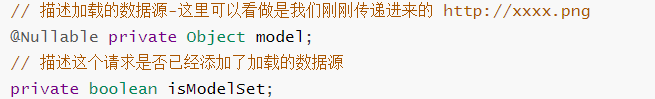 // 描述加载的数据源-这里可以看做是我们刚刚传递进来的 http://xxxx.png
@Nullable private Object model;
// 描述这个请求是否已经添加了加载的数据源
private boolean isModelSet;